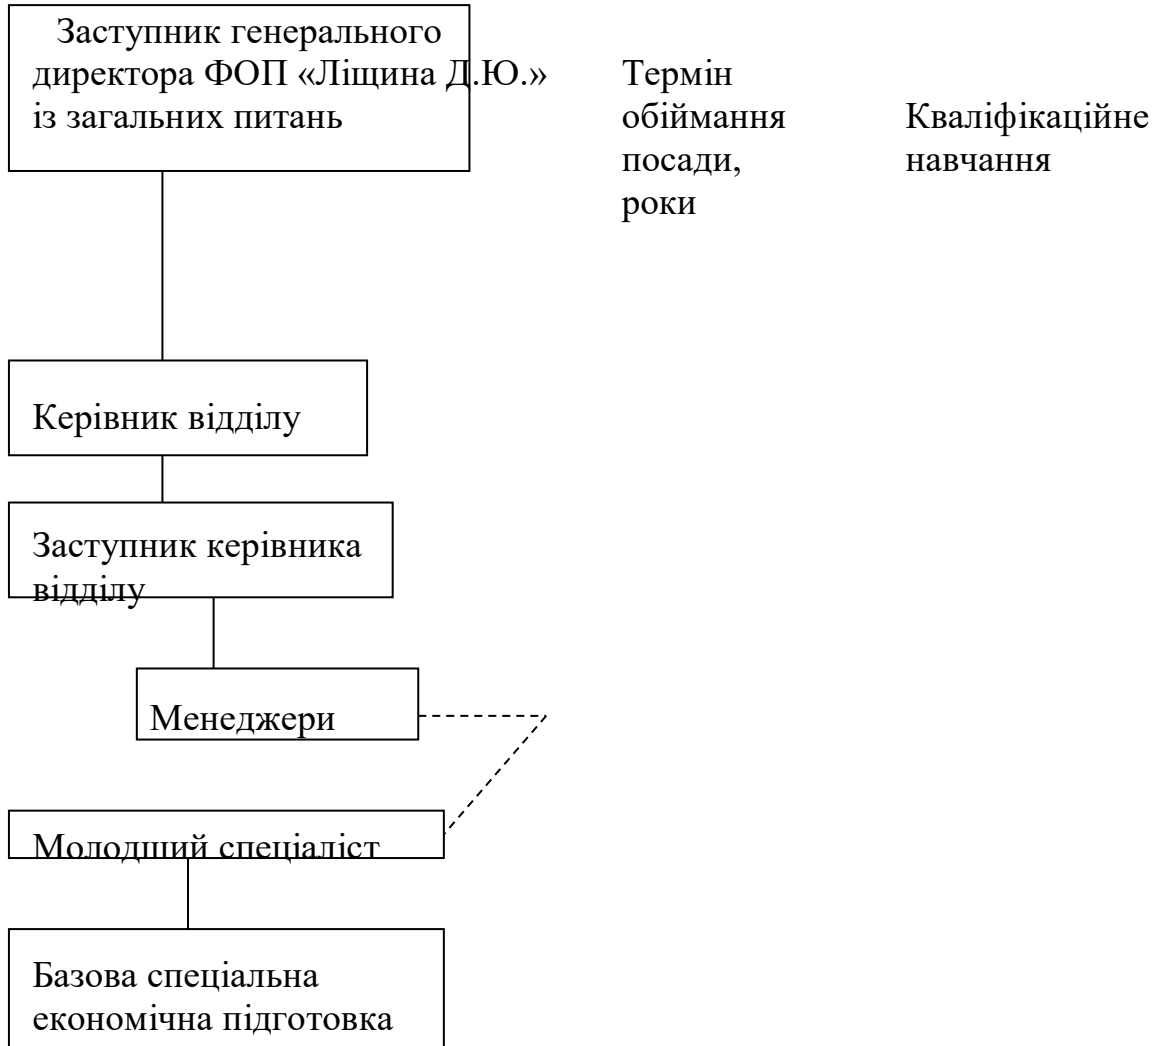 Заступник генерального
директора ФОП «Ліщина Д.Ю.»
із загальних питань
Термін
обіймання
посади,
роки
Кваліфікаційне
навчання
Керівник відділу
Заступник керівника
відділу
Менеджери
Молодший спеціаліст
Базова спеціальна
економічна підготовка